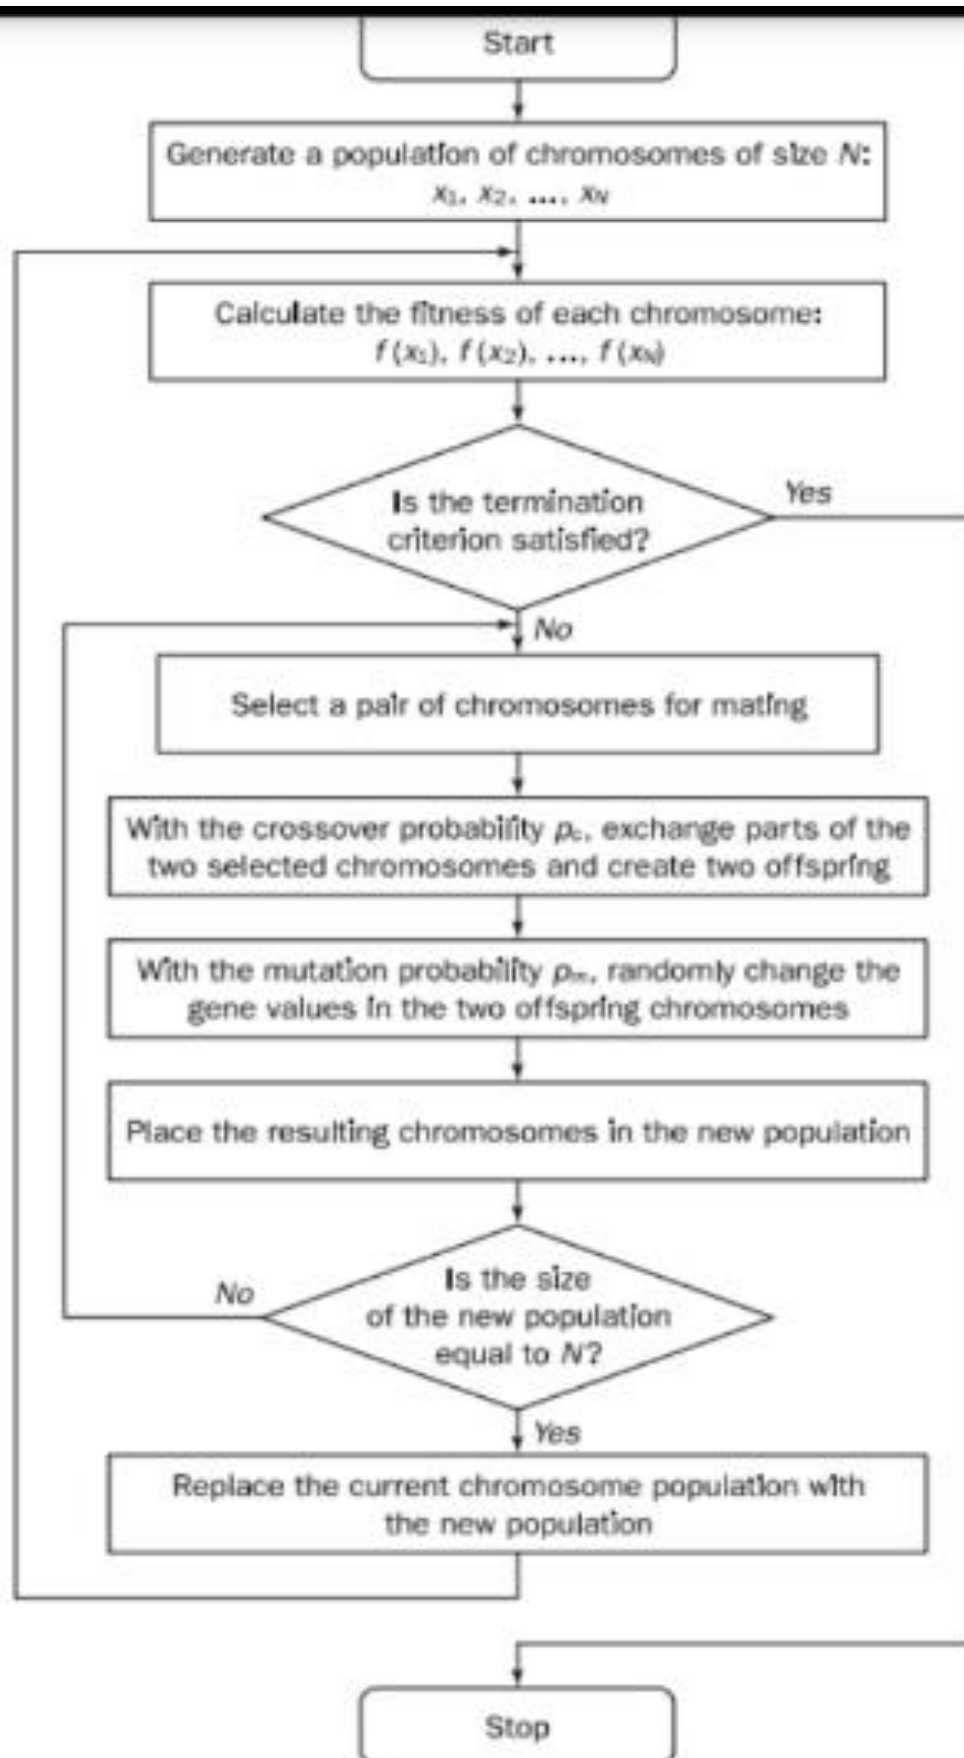 Start
Generate a population of chromosomes of size N:
x₁, x₂, ..., xN
Calculate the fitness of each chromosome:
f (x₁), f (x₂), ..., f (xN)
Is the termination
criterion satisfied?
Yes
No
Select a pair of chromosomes for mating
With the crossover probability pc, exchange parts of the
two selected chromosomes and create two offspring
With the mutation probability pm, randomly change the
gene values in the two offspring chromosomes
Place the resulting chromosomes in the new population
Is the size
of the new population
equal to N?
No
Yes
Replace the current chromosome population with
the new population
Stop